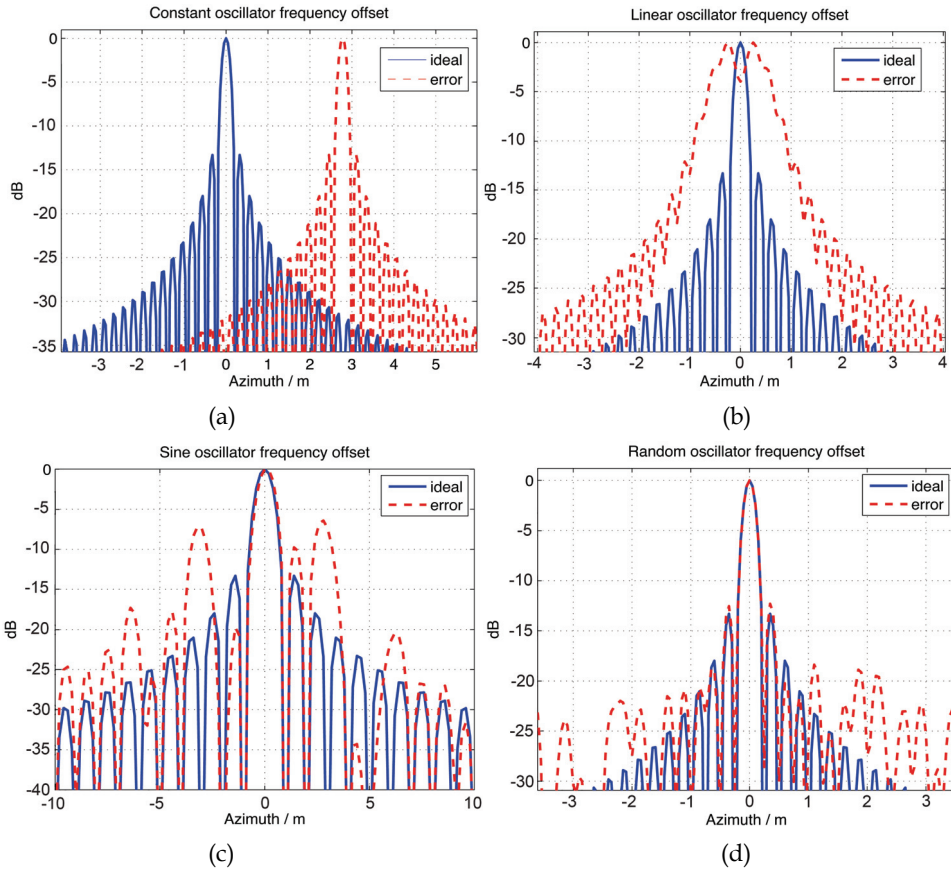 Constant oscillator frequency offset
0
-5
-10
-15
-20
-25
-30
-35
dB
ideal
error
-3 -2 -1 0 1 2 3 4 5
Azimuth / m
(a)
Linear oscillator frequency offset
0
-5
-10
-15
-20
-25
-30
dB
ideal
error
-4 -3 -2 -1 0 1 2 3 4
Azimuth / m
(b)
Sine oscillator frequency offset
0
-5
-10
-15
-20
-25
-30
-35
-40
dB
ideal
error
-10 -5 0 5 10
Azimuth / m
(c)
Random oscillator frequency offset
0
-5
-10
-15
-20
-25
-30
dB
ideal
error
-3 -2 -1 0 1 2 3
Azimuth / m
(d)